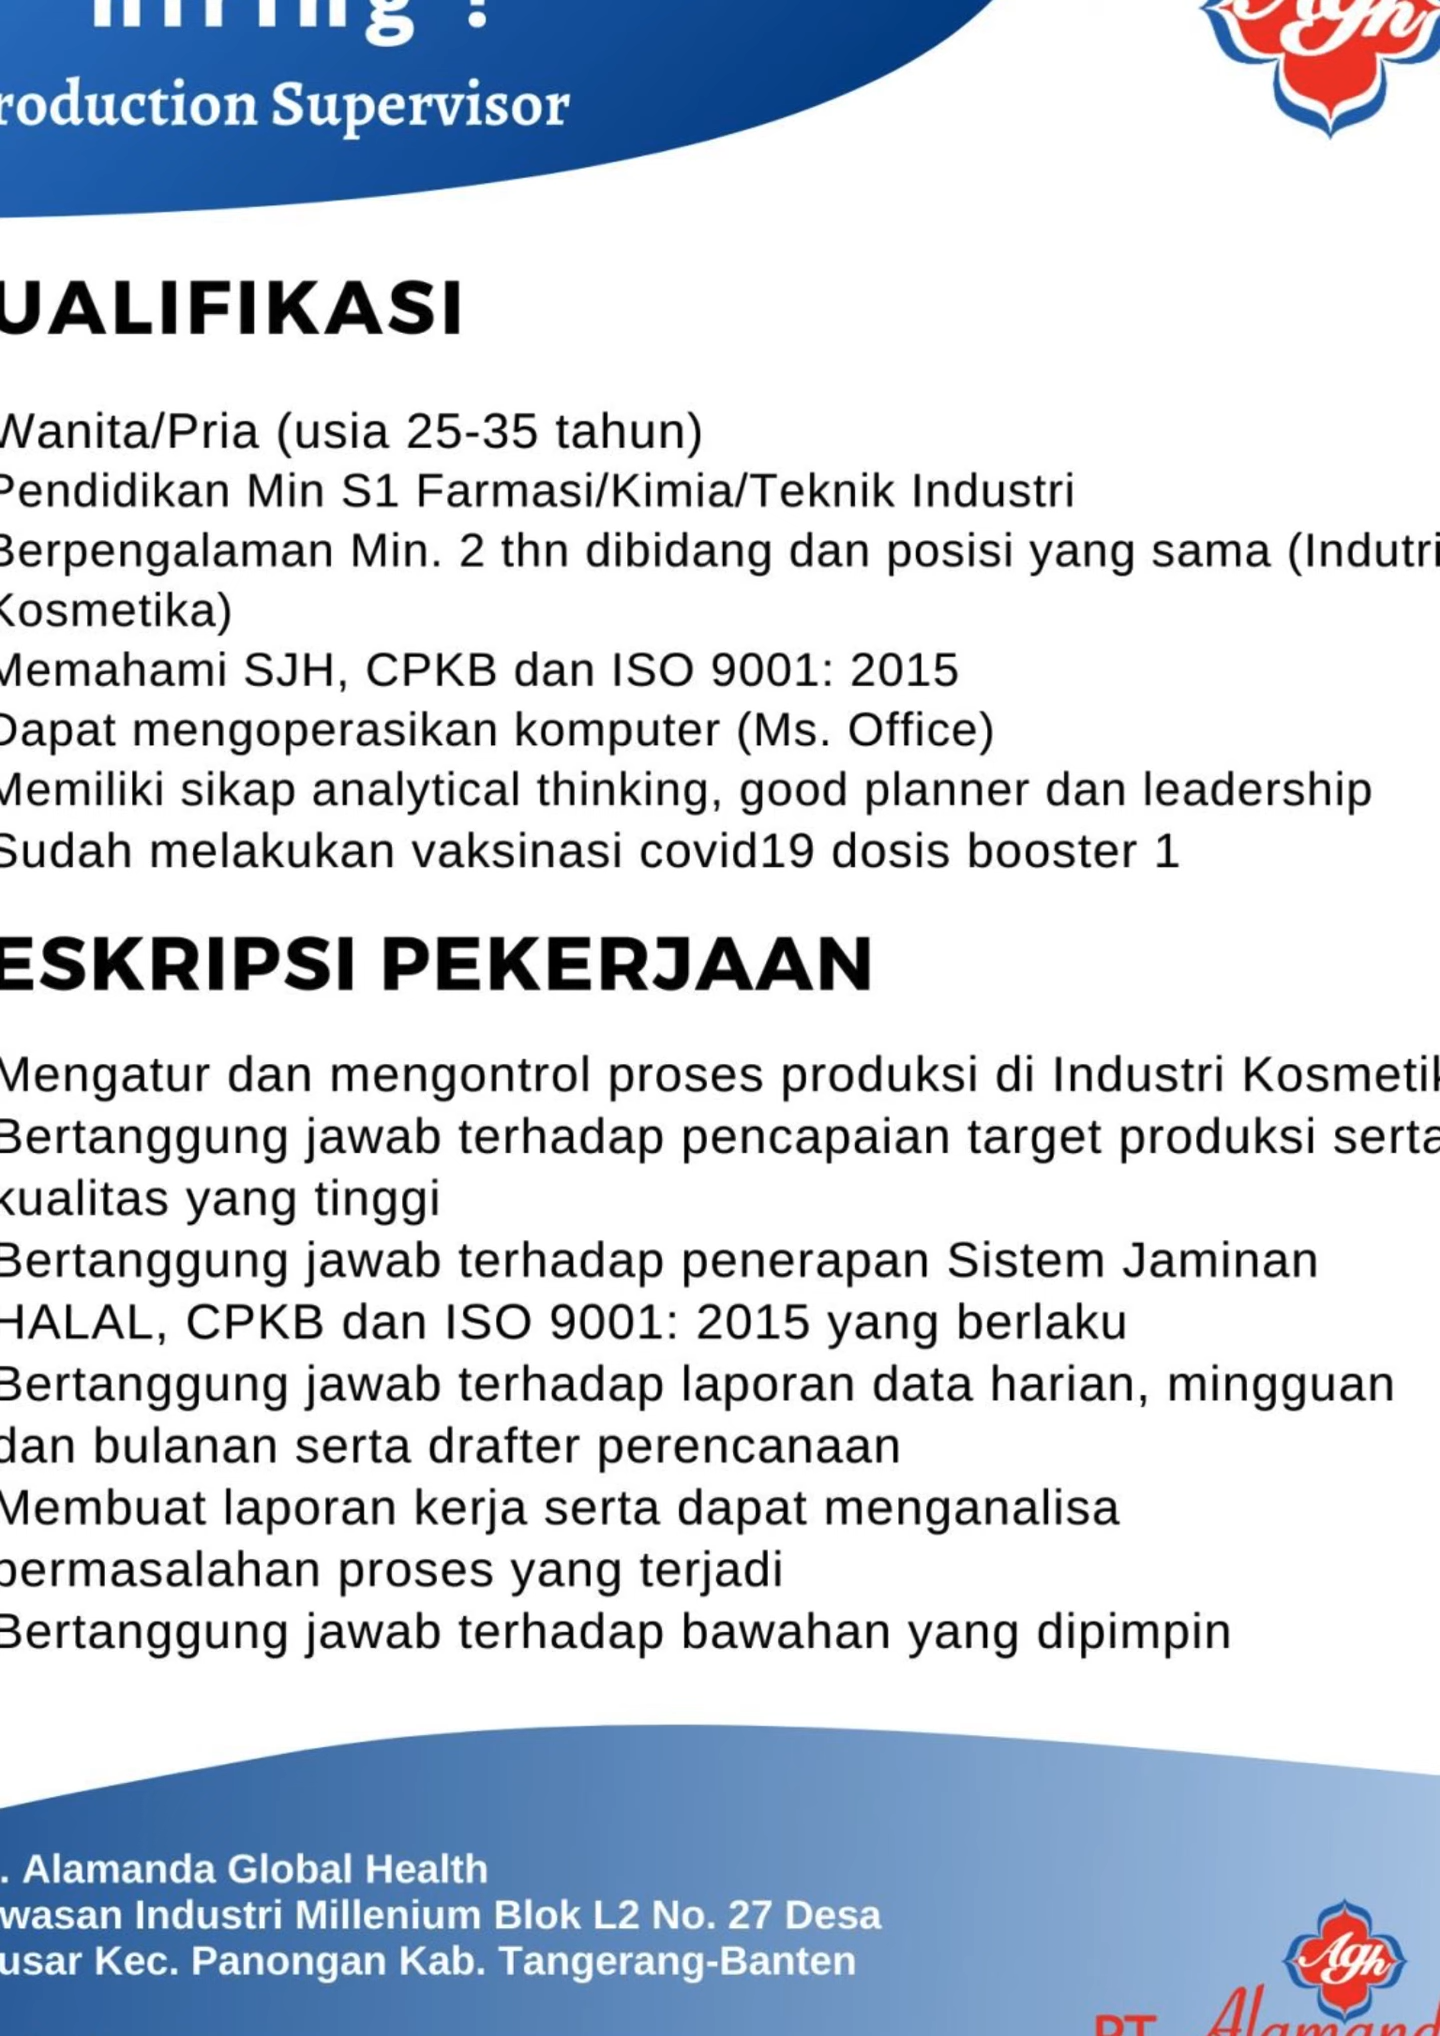 hiring !
Agh
roduction Supervisor
UALIFIKASI
Wanita/Pria (usia 25-35 tahun)
Pendidikan Min S1 Farmasi/Kimia/Teknik Industri
Berpengalaman Min. 2 thn dibidang dan posisi yang sama (Indutri
Kosmetika)
Memahami SJH, CPKB dan ISO 9001: 2015
Dapat mengoperasikan komputer (Ms. Office)
Memiliki sikap analytical thinking, good planner dan leadership
Sudah melakukan vaksinasi covid19 dosis booster 1
ESKRIPSI PEKERJAAN
Mengatur dan mengontrol proses produksi di Industri Kosmetik
Bertanggung jawab terhadap pencapaian target produksi serta
kualitas yang tinggi
Bertanggung jawab terhadap penerapan Sistem Jaminan
HALAL, CPKB dan ISO 9001: 2015 yang berlaku
Bertanggung jawab terhadap laporan data harian, mingguan
dan bulanan serta drafter perencanaan
Membuat laporan kerja serta dapat menganalisa
permasalahan proses yang terjadi
Bertanggung jawab terhadap bawahan yang dipimpin
. Alamanda Global Health
wasan Industri Millenium Blok L2 No. 27 Desa
usar Kec. Panongan Kab. Tangerang-Banten
Agh
PT. Alamand